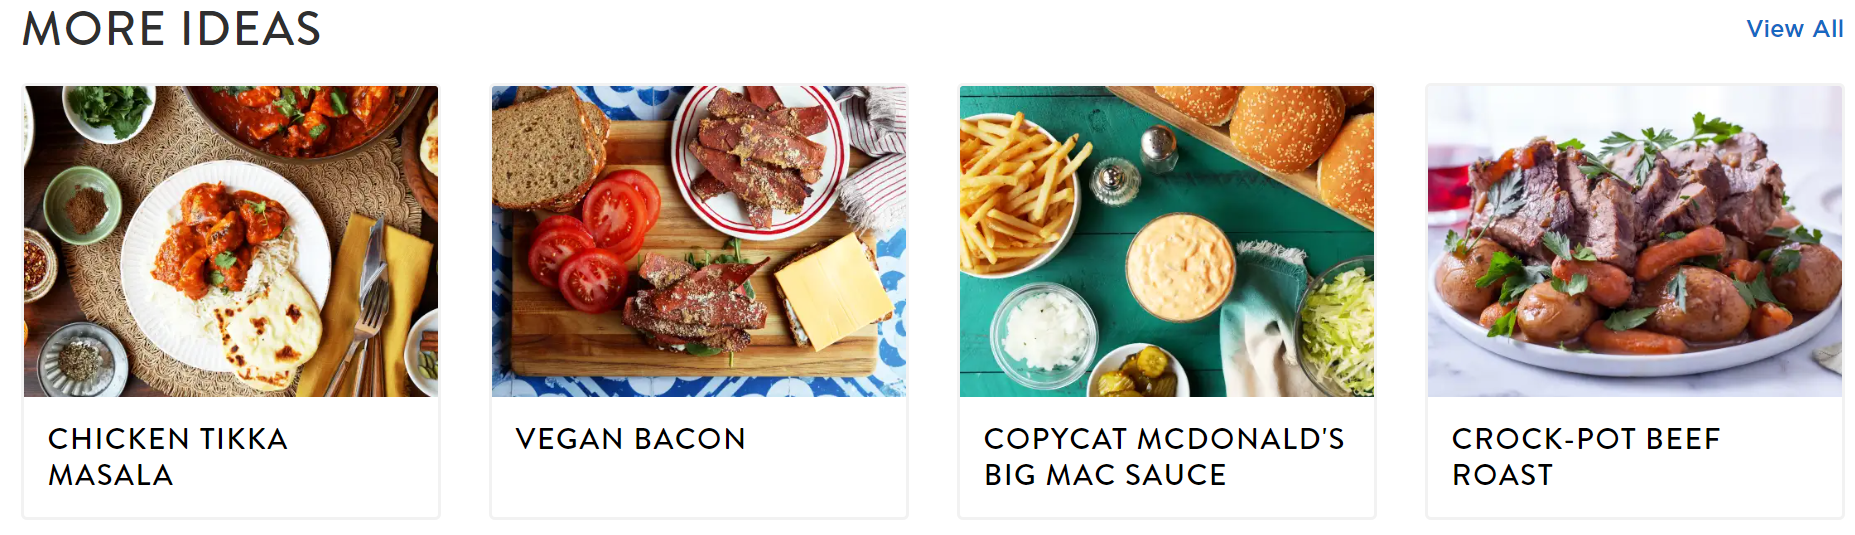 MORE IDEAS
View All
CHICKEN TIKKA
MASALA
VEGAN BACON
COPYCAT MCDONALD'S
BIG MAC SAUCE
CROCK-POT BEEF
ROAST